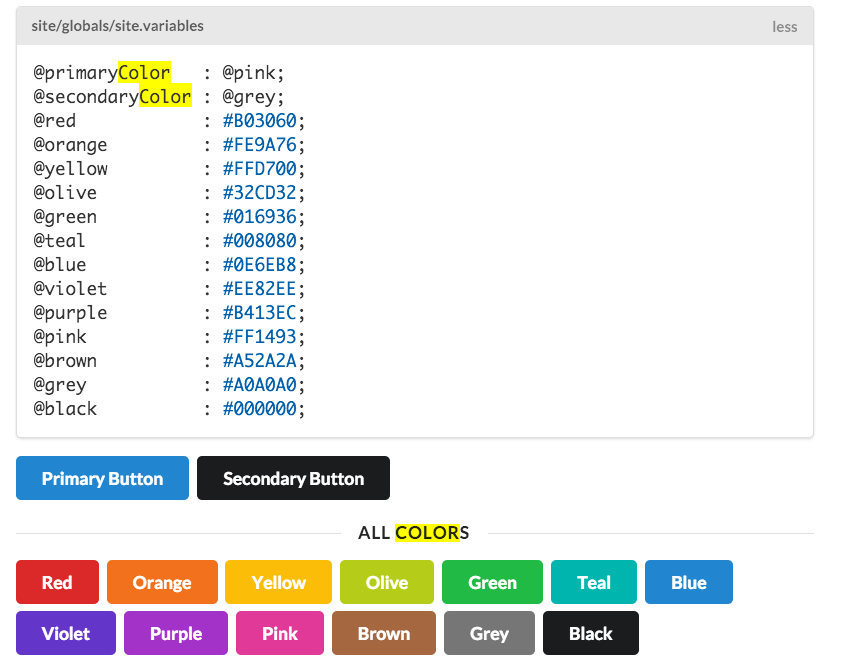 site/globals/site.variables less
@primaryColor : @pink;
@secondaryColor : @grey;
@red : #B03060;
@orange : #FE9A76;
@yellow : #FFD700;
@olive : #32CD32;
@green : #016936;
@teal : #008080;
@blue : #0E6EB8;
@violet : #EE82EE;
@purple : #B413EC;
@pink : #FF1493;
@brown : #A52A2A;
@grey : #A0A0A0;
@black : #000000;
Primary Button Secondary Button
ALL COLORS
Red Orange Yellow Olive Green Teal Blue
Violet Purple Pink Brown Grey Black